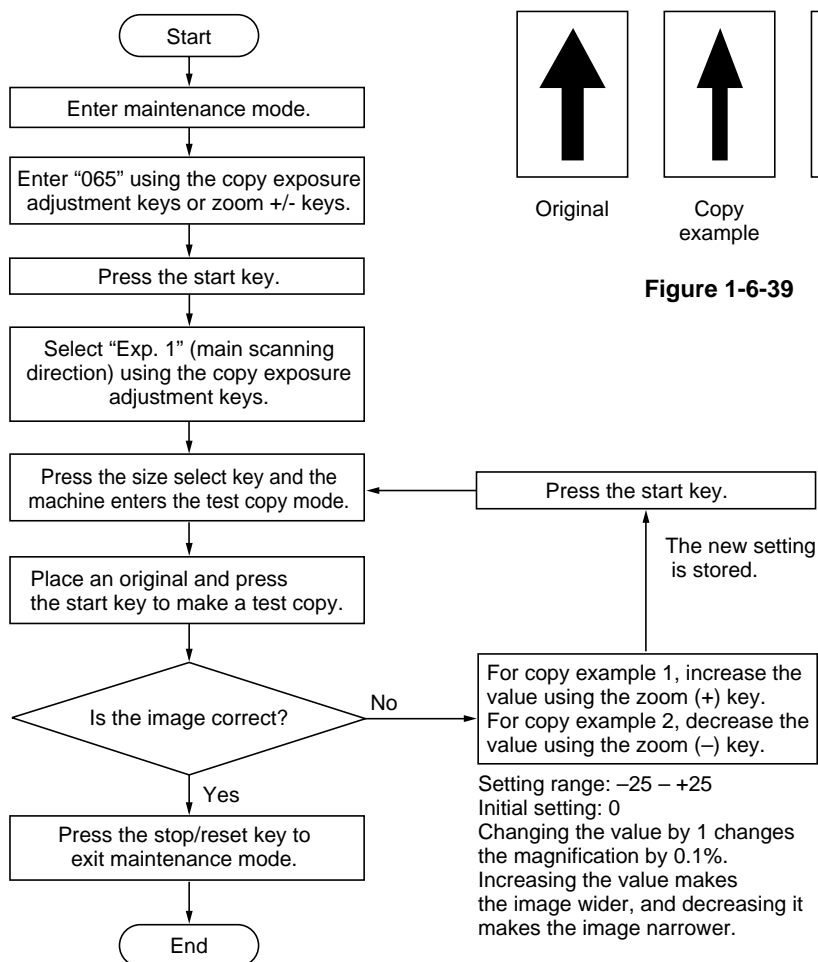 Start
Enter maintenance mode.
Enter “065” using the copy exposure
adjustment keys or zoom +/- keys.
Press the start key.
Select “Exp. 1” (main scanning
direction) using the copy exposure
adjustment keys.
Press the size select key and the
machine enters the test copy mode.
Place an original and press
the start key to make a test copy.
Is the image correct?
No
Yes
Press the stop/reset key to
exit maintenance mode.
End
Original
Copy
example
Figure 1-6-39
Press the start key.
The new setting
is stored.
For copy example 1, increase the
value using the zoom (+) key.
For copy example 2, decrease the
value using the zoom (–) key.
Setting range: –25 – +25
Initial setting: 0
Changing the value by 1 changes
the magnification by 0.1%.
Increasing the value makes
the image wider, and decreasing it
makes the image narrower.